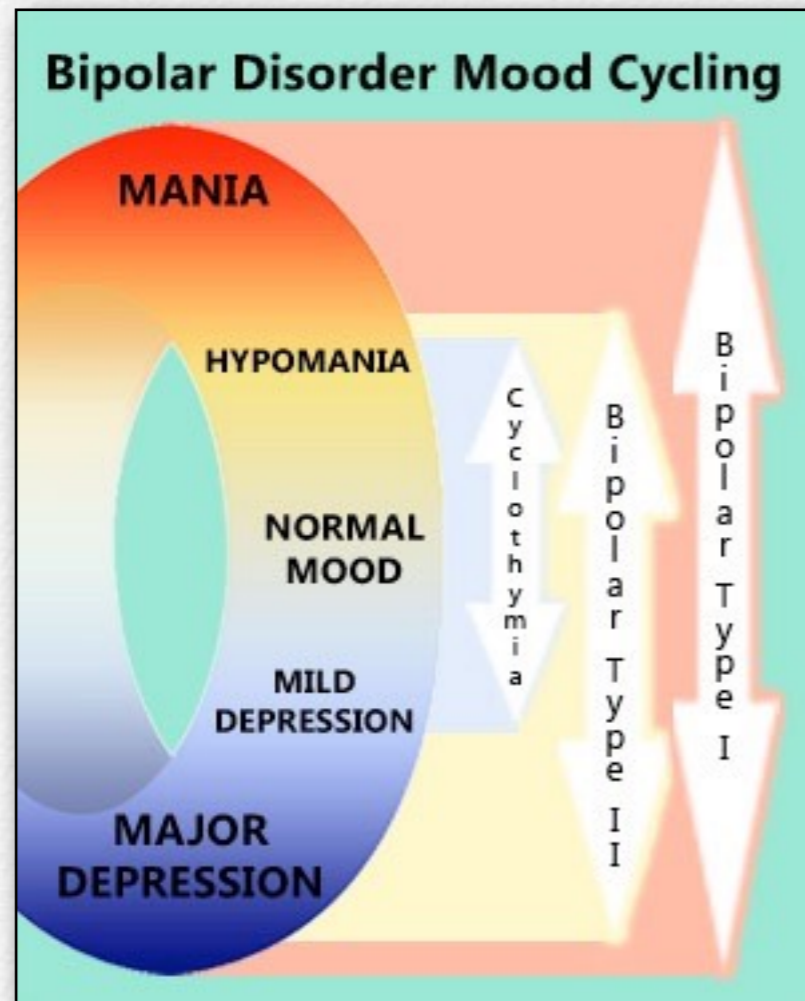 Bipolar Disorder Mood Cycling
MANIA
HYPOMANIA
NORMAL
MOOD
MILD
DEPRESSION
MAJOR
DEPRESSION
Cyclothymia
Bipolar Type II
Bipolar Type I